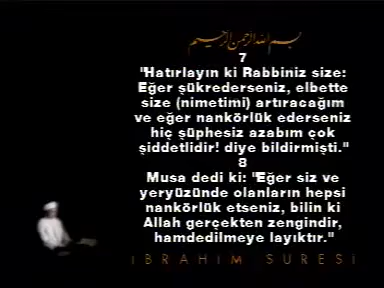 بسم الله الرحمن الرحيم
7
"Hatırlayın ki Rabbiniz size:
Eğer şükrederseniz, elbette
size (nimetimi) artıracağım
ve eğer nankörlük ederseniz
hiç şüphesiz azabım çok
şiddetlidir! diye bildirmişti."
8
Musa dedi ki: "Eğer siz ve
yeryüzünde olanların hepsi
nankörlük etseniz, bilin ki
Allah gerçekten zengindir,
hamdedilmeye layıktır."
İBRAHİM SURESİ